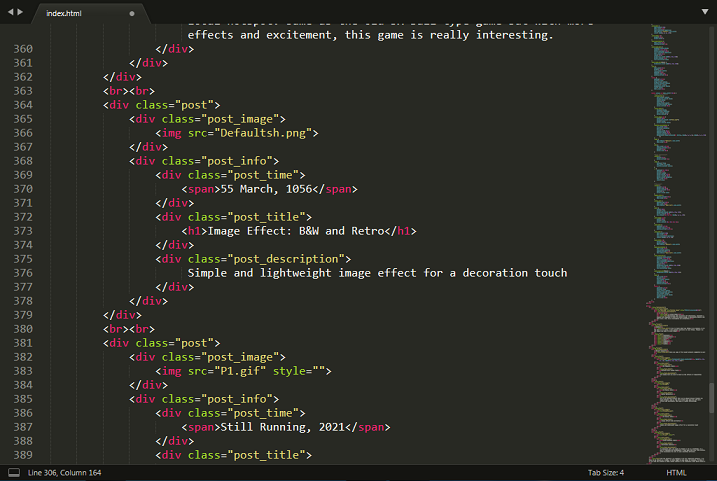 index.html
effects and excitement, this game is really interesting.
360 </div>
361 </div>
362 </div>
363 <br><br>
364 <div class="post">
365 <div class="post_image">
366 <img src="Defaultsh.png">
367 </div>
368 <div class="post_info">
369 <div class="post_time">
370 <span>55 March, 1056</span>
371 </div>
372 <div class="post_title">
373 <h1>Image Effect: B&W and Retro</h1>
374 </div>
375 <div class="post_description">
376 Simple and lightweight image effect for a decoration touch
377 </div>
378 </div>
379 </div>
380 <br><br>
381 <div class="post">
382 <div class="post_image">
383 <img src="P1.gif" style="">
384 </div>
385 <div class="post_info">
386 <div class="post_time">
387 <span>Still Running, 2021</span>
388 </div>
389 <div class="post_title">
Line 306, Column 164
Tab Size: 4
HTML